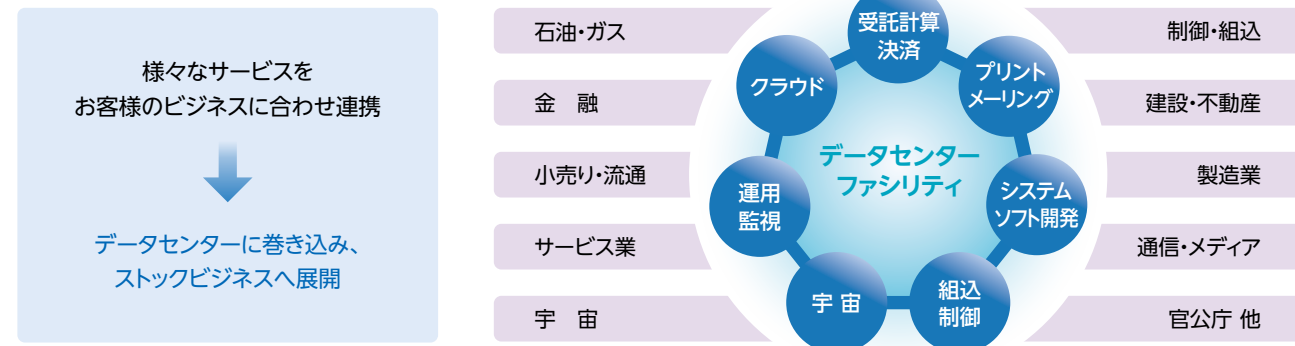 様々なサービスを
お客様のビジネスに合わせ連携
データセンターに巻き込み、
ストックビジネスへ展開
石油・ガス
金　融
小売り・流通
サービス業
宇　宙
受託計算
決済
クラウド
プリント
メーリング
データセンター
ファシリティ
運用
監視
システム
ソフト開発
宇 宙
組込
制御
制御・組込
建設・不動産
製造業
通信・メディア
官公庁 他